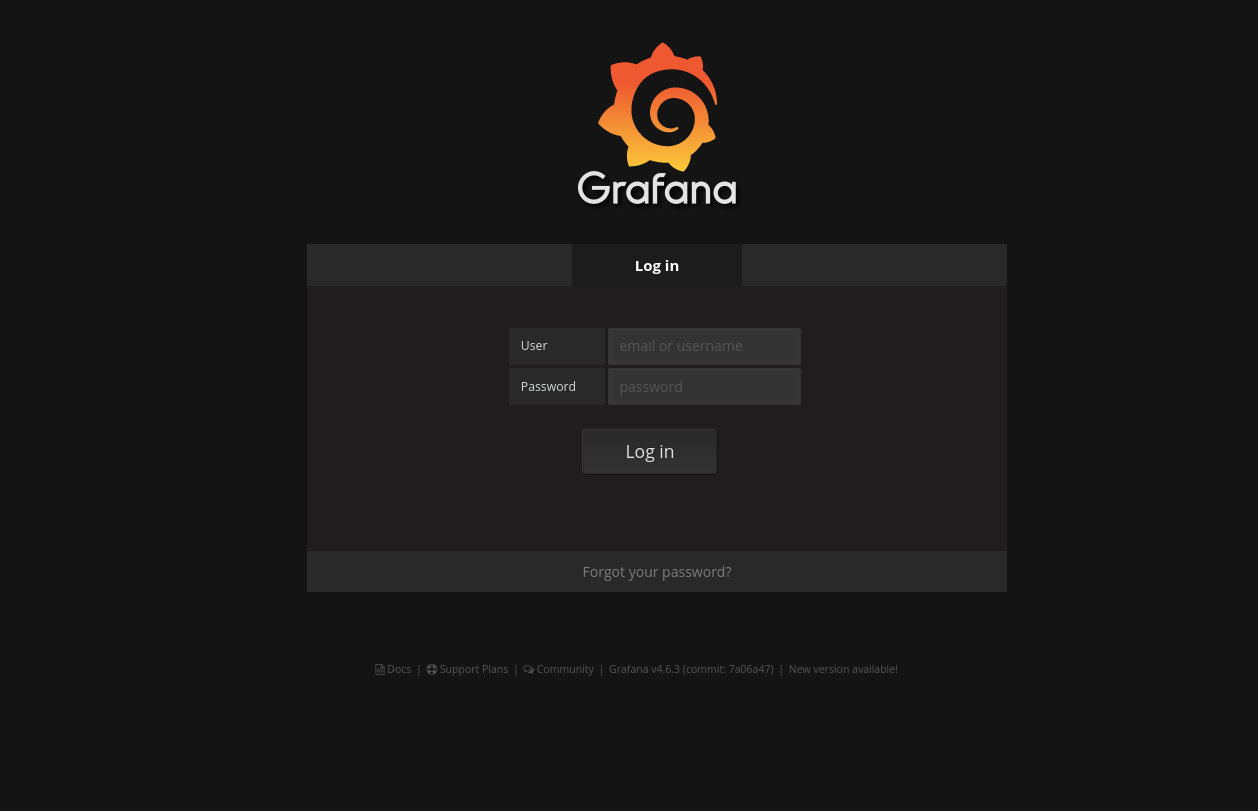 Grafana
Log in
User
email or username
Password
password
Log in
Forgot your password?
Docs | Support Plans | Community | Grafana v4.6.3 (commit: 7a06a47) | New version available!